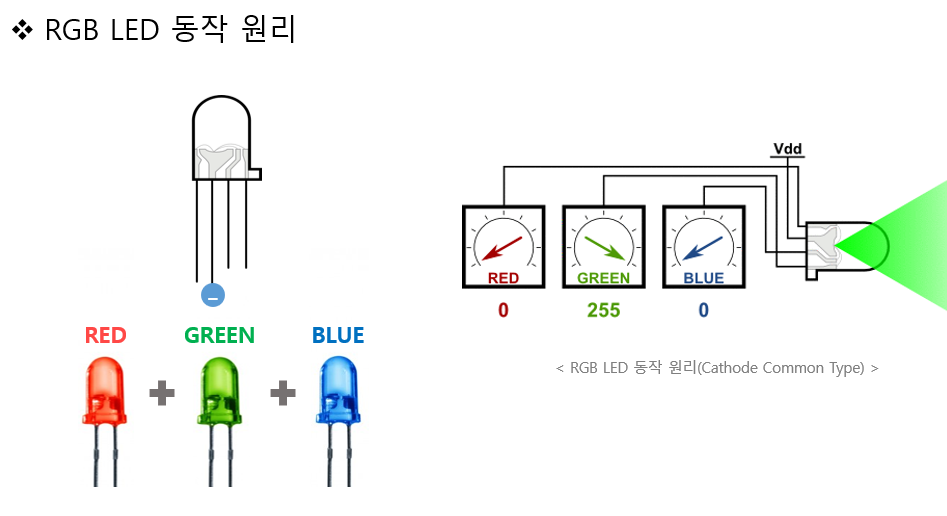 ❖ RGB LED 동작 원리
–
RED
GREEN
BLUE
Vdd
RED
GREEN
BLUE
0
255
0
< RGB LED 동작 원리(Cathode Common Type) >